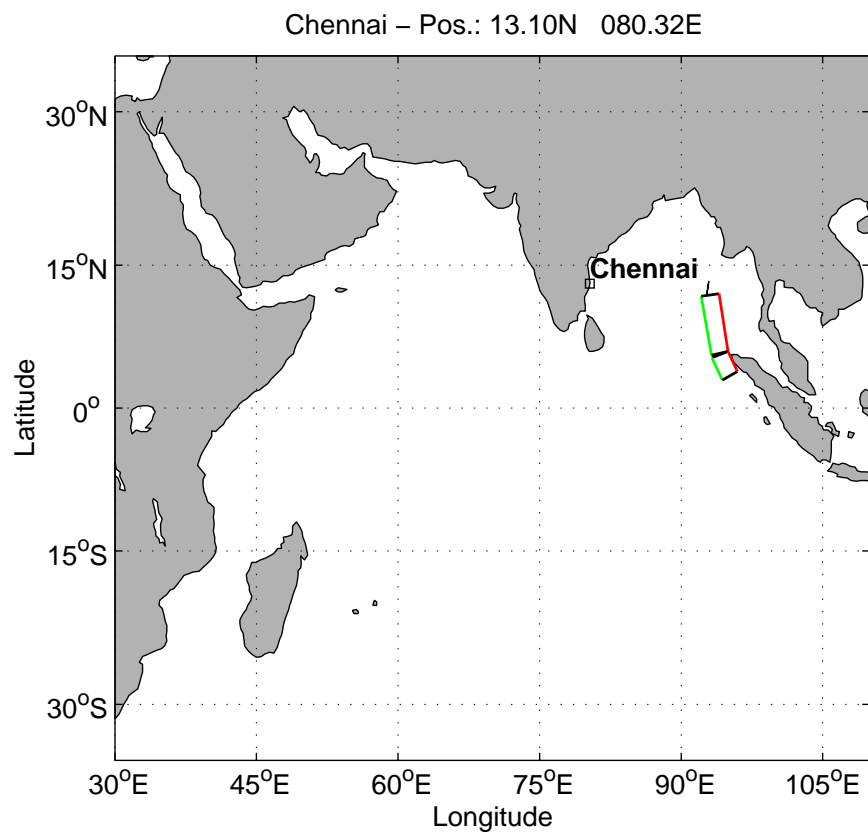 Chennai – Pos.: 13.10N   080.32E
30°N
15°N
Chennai
0°
15°S
30°S
Latitude
30°E 45°E 60°E 75°E 90°E 105°E
Longitude